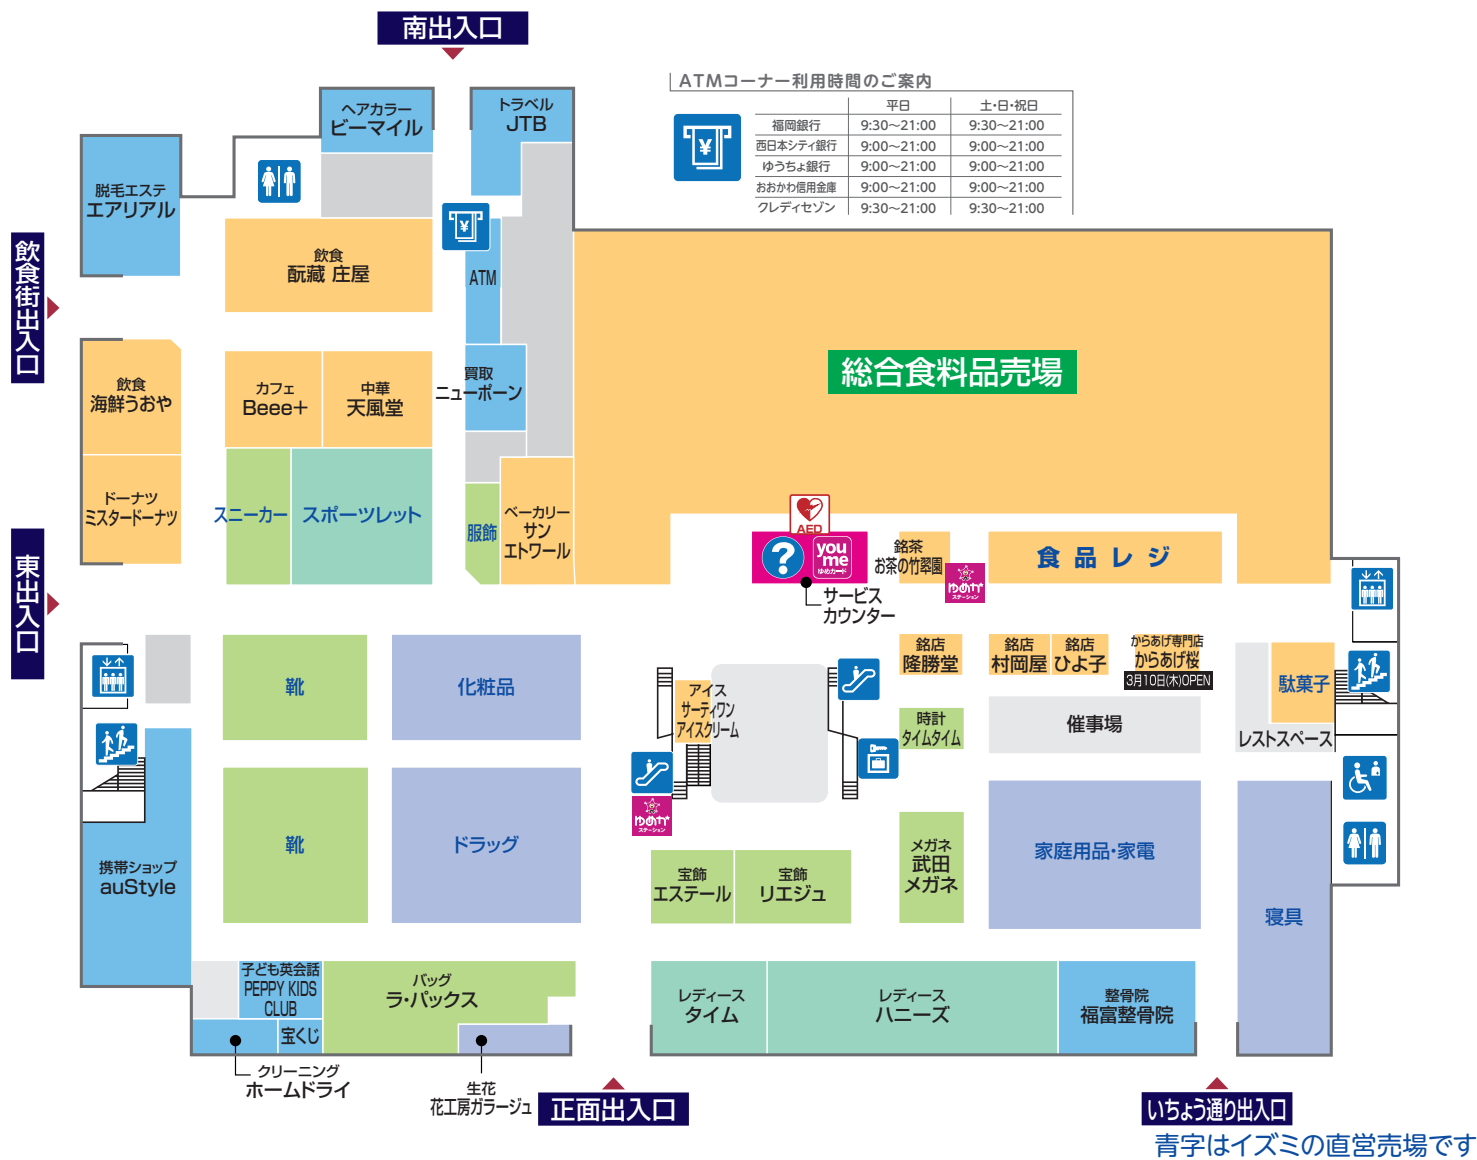 南出入口
ATMコーナー利用時間のご案内
平日 土・日・祝日
福岡銀行 9:30〜21:00 9:30〜21:00
西日本シティ銀行 9:00〜21:00 9:00〜21:00
ゆうちょ銀行 9:00〜21:00 9:00〜21:00
おおかわ信用金庫 9:00〜21:00 9:00〜21:00
クレディセゾン 9:30〜21:00 9:30〜21:00
¥
ヘアカラー
ビーマイル
トラベル
JTB
脱毛エステ
エアリアル
飲食街出入口
飲食
酛藏 庄屋
¥
ATM
総合食料品売場
飲食
海鮮うおや
カフェ
Beee+
中華
天風堂
買取
ニューポーン
ドーナツ
ミスタードーナツ
スニーカー
スポーツレット
服飾
ベーカリー
サン
エトワール
AED
?
you
me
ゆめカード
サービス
カウンター
銘茶
お茶の竹翠園
ゆめか
ステーション
食品レジ
東出入口
靴
化粧品
アイス
サーティワン
アイスクリーム
銘店
隆勝堂
銘店
村岡屋
銘店
ひよ子
からあげ専門店
からあげ桜
3月10日(木)OPEN
駄菓子
レストスペース
時計
タイムタイム
催事場
ゆめか
ステーション
携帯ショップ
auStyle
靴
ドラッグ
宝飾
エステール
宝飾
リエジュ
メガネ
武田
メガネ
家庭用品・家電
寝具
子ども英会話
PEPPY KIDS
CLUB
宝くじ
バッグ
ラ・パックス
レディース
タイム
レディース
ハニーズ
整骨院
福富整骨院
クリーニング
ホームドライ
生花
花工房ガラージュ
正面出入口
いちょう通り出入口
青字はイズミの直営売場です